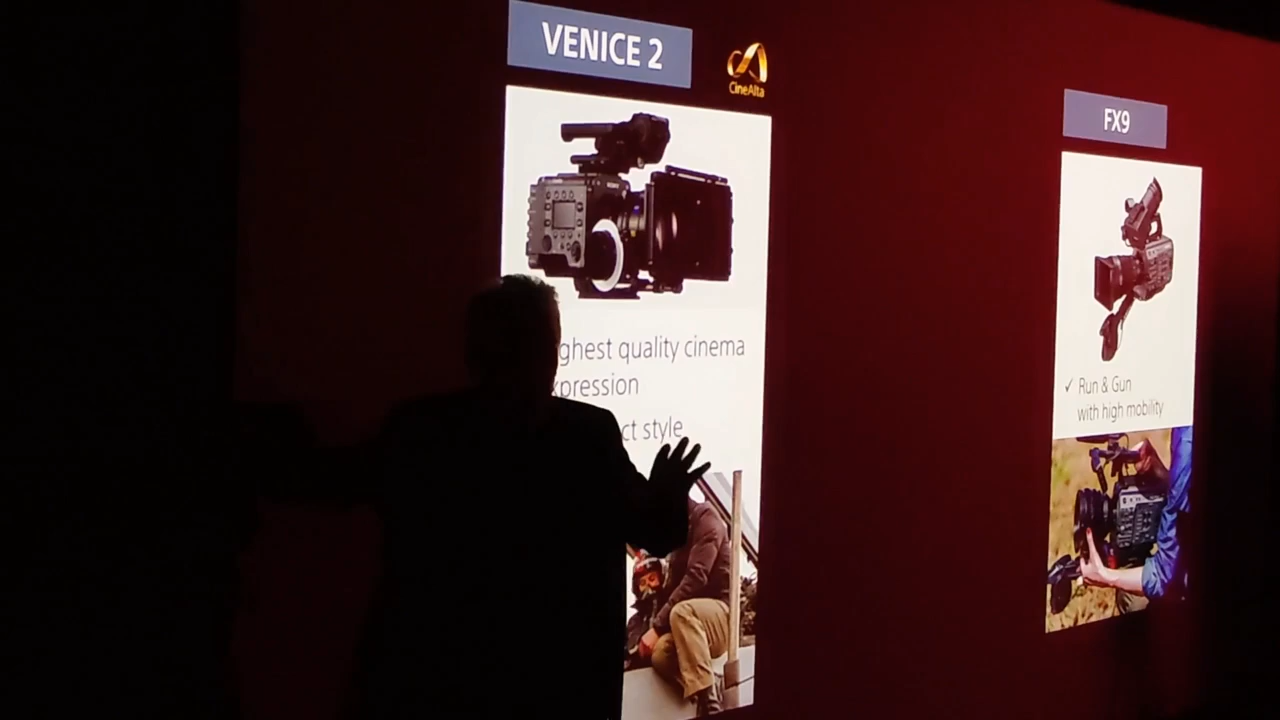 VENICE 2
CineAlta
ghest quality cinema
xpression
ct style
FX9
✓ Run & Gun
with high mobility